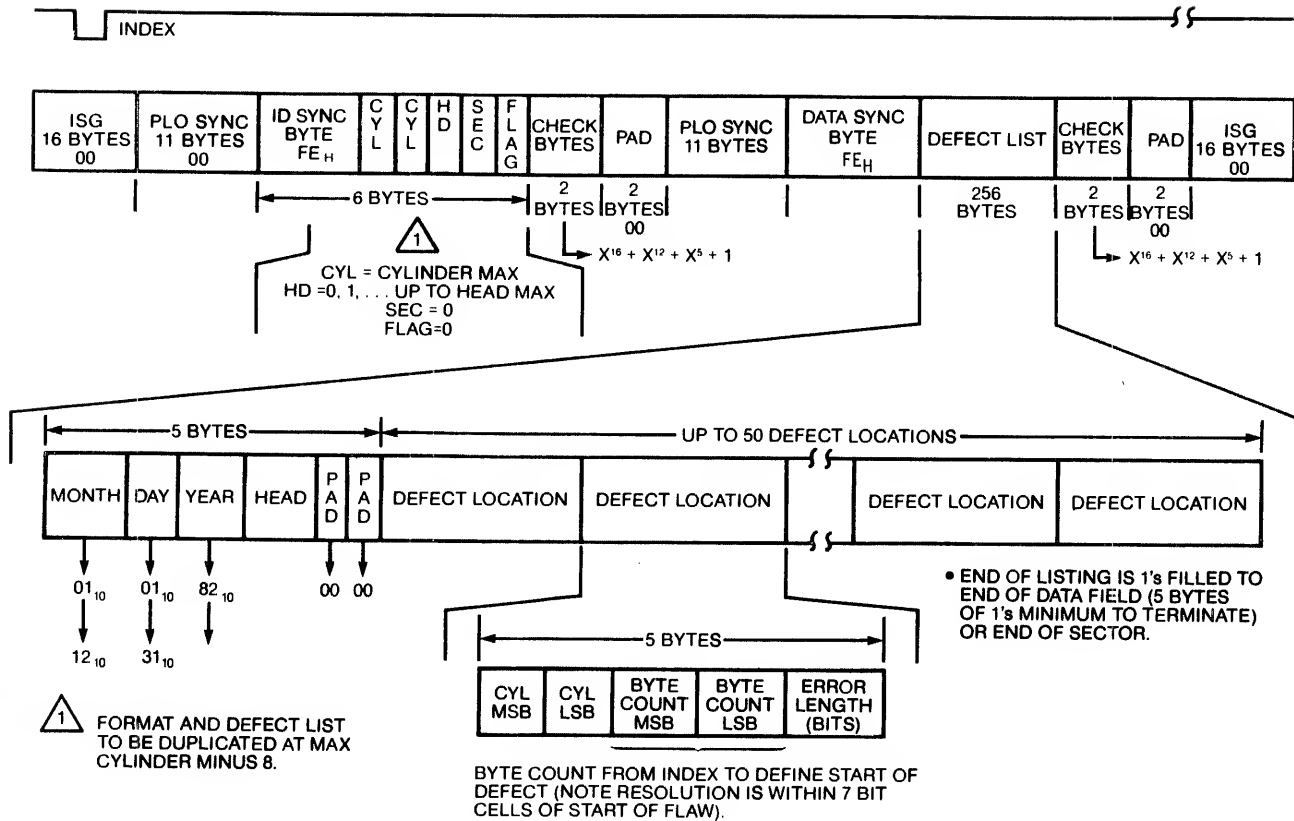 INDEX
ISG
16 BYTES
00
PLO SYNC
11 BYTES
00
ID SYNC
BYTE
FEH
CYL
CYL
HD
SEC
FLAG
CHECK
BYTES
PAD
PLO SYNC
11 BYTES
DATA SYNC
BYTE
FEH
DEFECT LIST
CHECK
BYTES
PAD
ISG
16 BYTES
00
6 BYTES
2
BYTES
2
BYTES
00
256
BYTES
2
BYTES
2
BYTES
00
X¹⁶ + X¹² + X⁵ + 1
X¹⁶ + X¹² + X⁵ + 1
1
CYL = CYLINDER MAX
HD =0, 1, . . . UP TO HEAD MAX
SEC = 0
FLAG=0
5 BYTES
UP TO 50 DEFECT LOCATIONS
MONTH
DAY
YEAR
HEAD
PAD
PAD
DEFECT LOCATION
DEFECT LOCATION
DEFECT LOCATION
DEFECT LOCATION
01₁₀
01₁₀
82₁₀
00
00
12₁₀
31₁₀
• END OF LISTING IS 1's FILLED TO
END OF DATA FIELD (5 BYTES
OF 1's MINIMUM TO TERMINATE)
OR END OF SECTOR.
5 BYTES
CYL
MSB
CYL
LSB
BYTE
COUNT
MSB
BYTE
COUNT
LSB
ERROR
LENGTH
(BITS)
1
FORMAT AND DEFECT LIST
TO BE DUPLICATED AT MAX
CYLINDER MINUS 8.
BYTE COUNT FROM INDEX TO DEFINE START OF
DEFECT (NOTE RESOLUTION IS WITHIN 7 BIT
CELLS OF START OF FLAW).